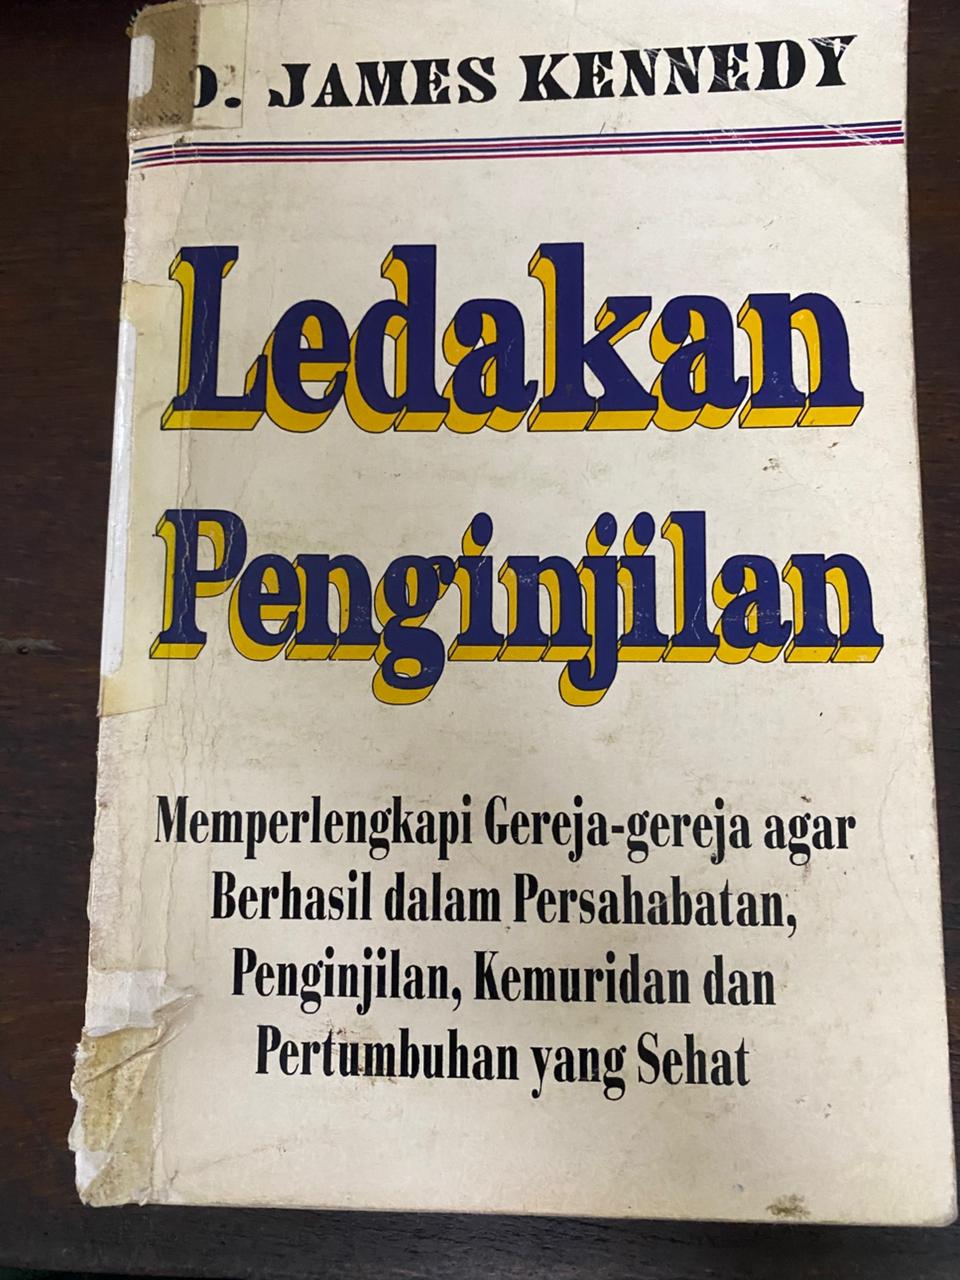 D. JAMES KENNEDY
Ledakan
Penginjilan
Memperlengkapi Gereja-gereja agar
Berhasil dalam Persahabatan,
Penginjilan, Kemuridan dan
Pertumbuhan yang Sehat